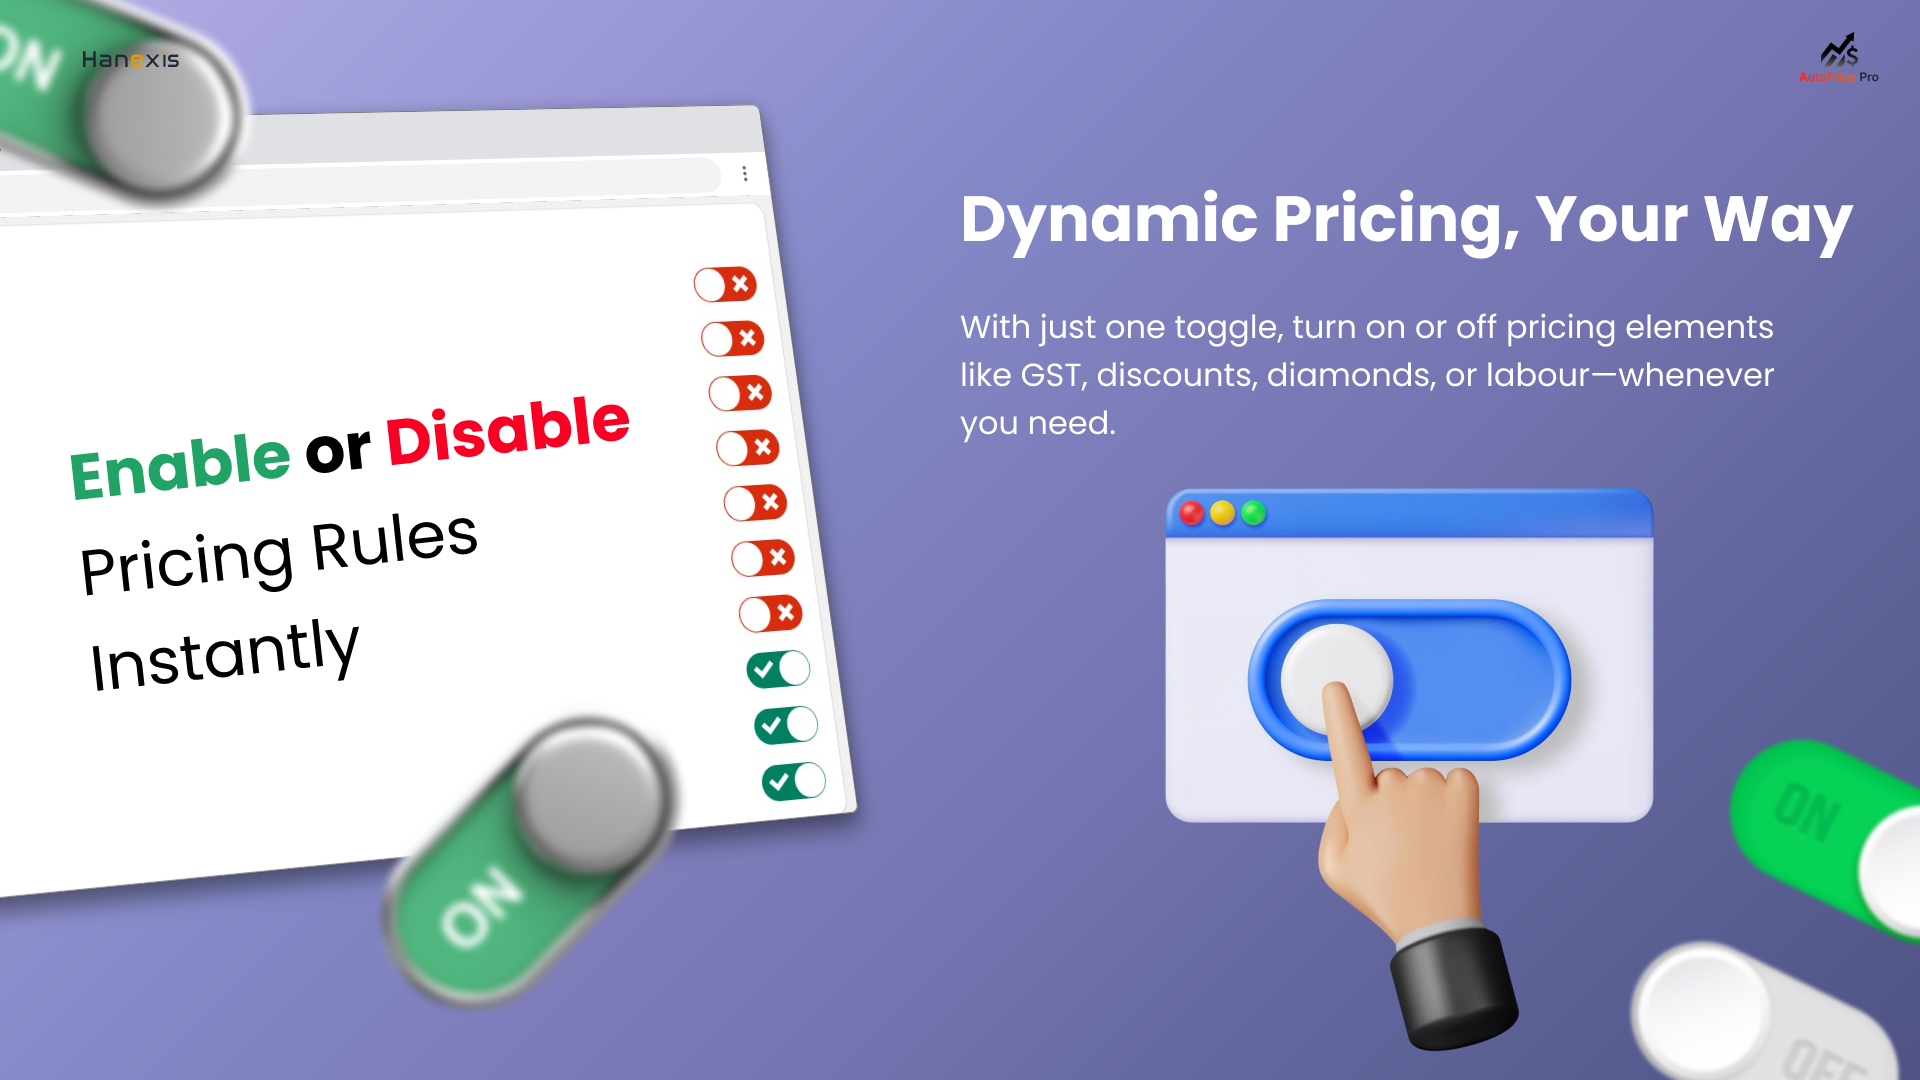 ON
Hanexis
AutoPrice Pro
Dynamic Pricing, Your Way
With just one toggle, turn on or off pricing elements
like GST, discounts, diamonds, or labour—whenever
you need.
Enable or Disable
Pricing Rules
Instantly
ON
ON
OFF